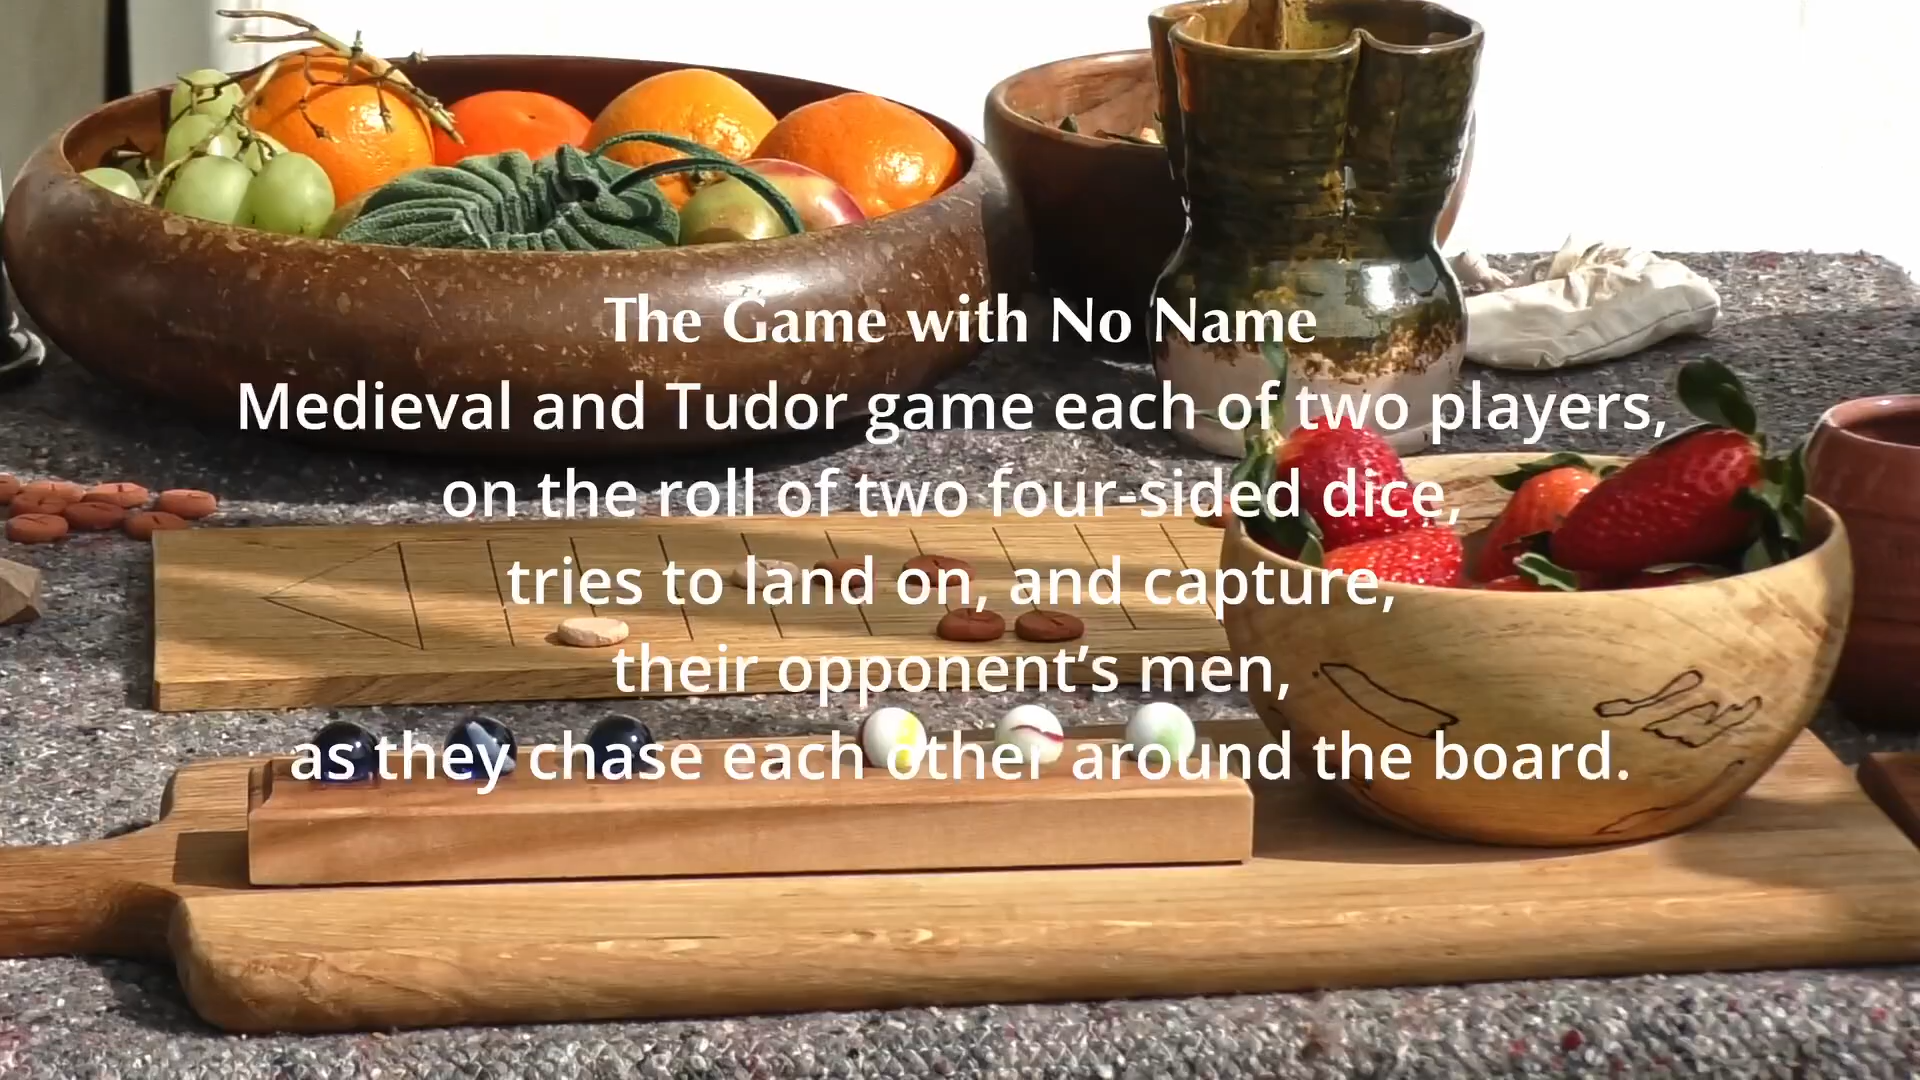 The Game with No Name
Medieval and Tudor game each of two players,
on the roll of two four-sided dice,
tries to land on, and capture,
their opponent’s men,
as they chase each other around the board.